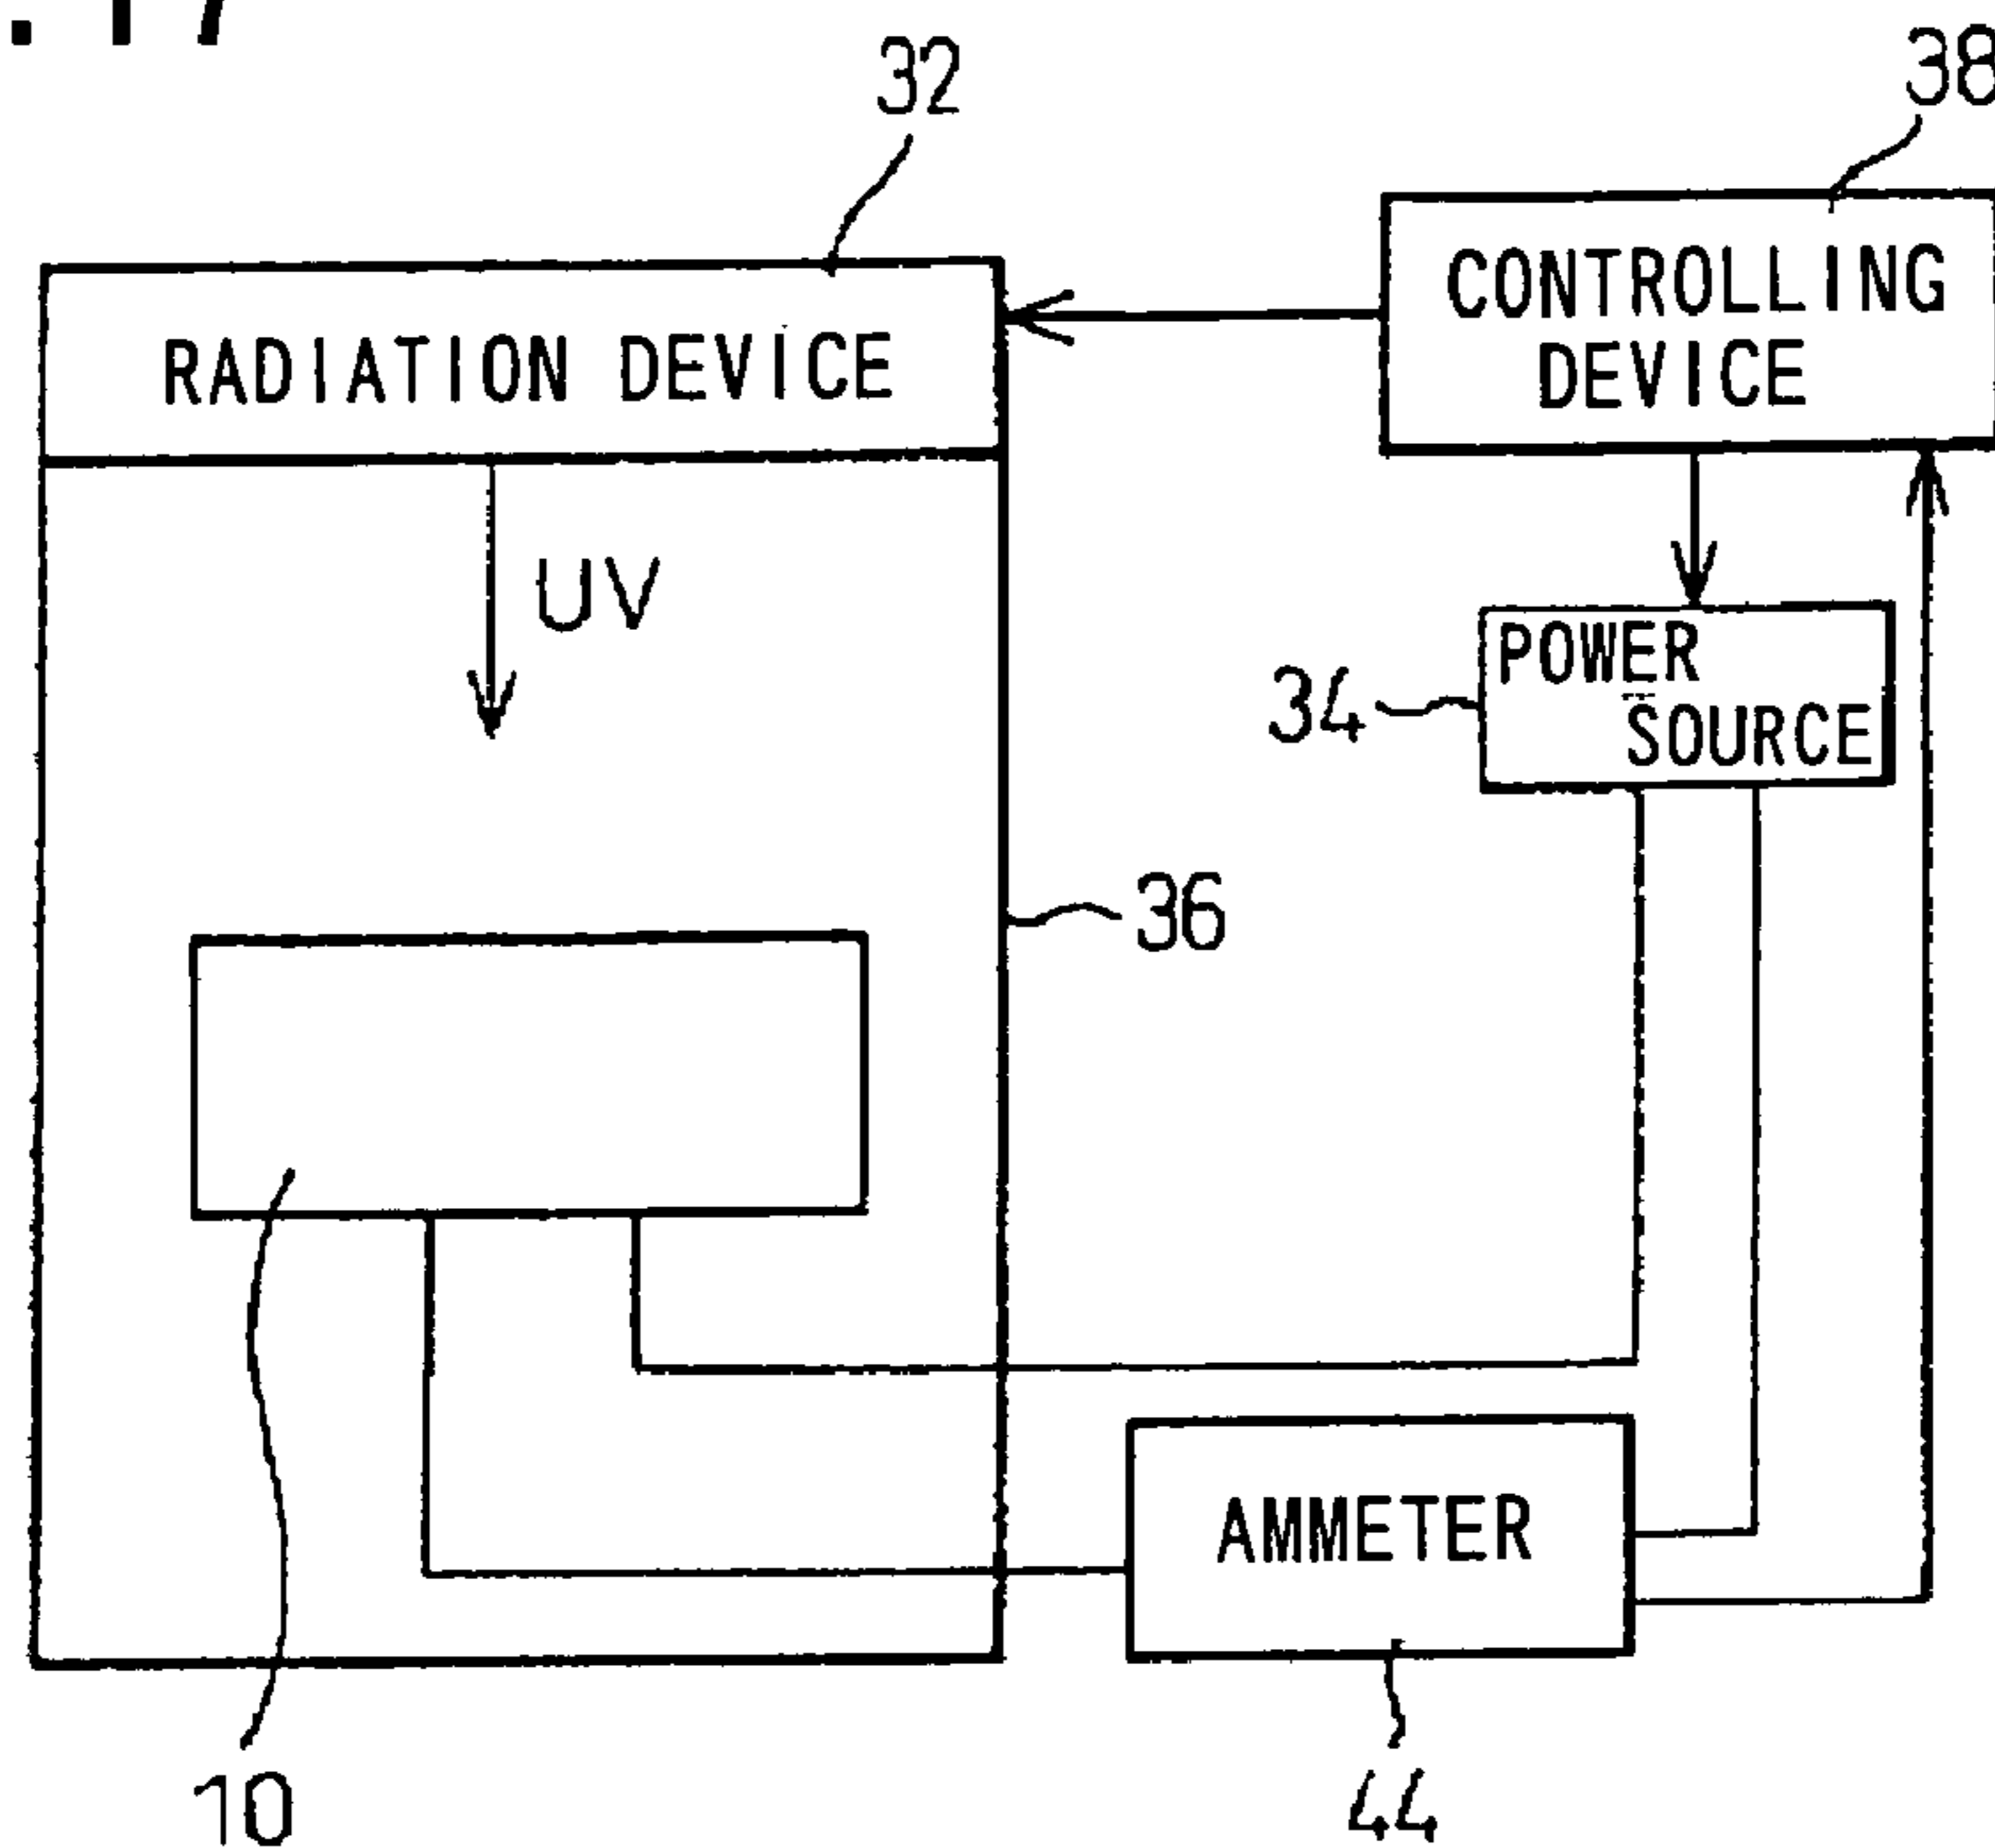 32
38
RADIATION DEVICE
CONTROLLING
DEVICE
UV
POWER
SOURCE
34
36
AMMETER
10
44